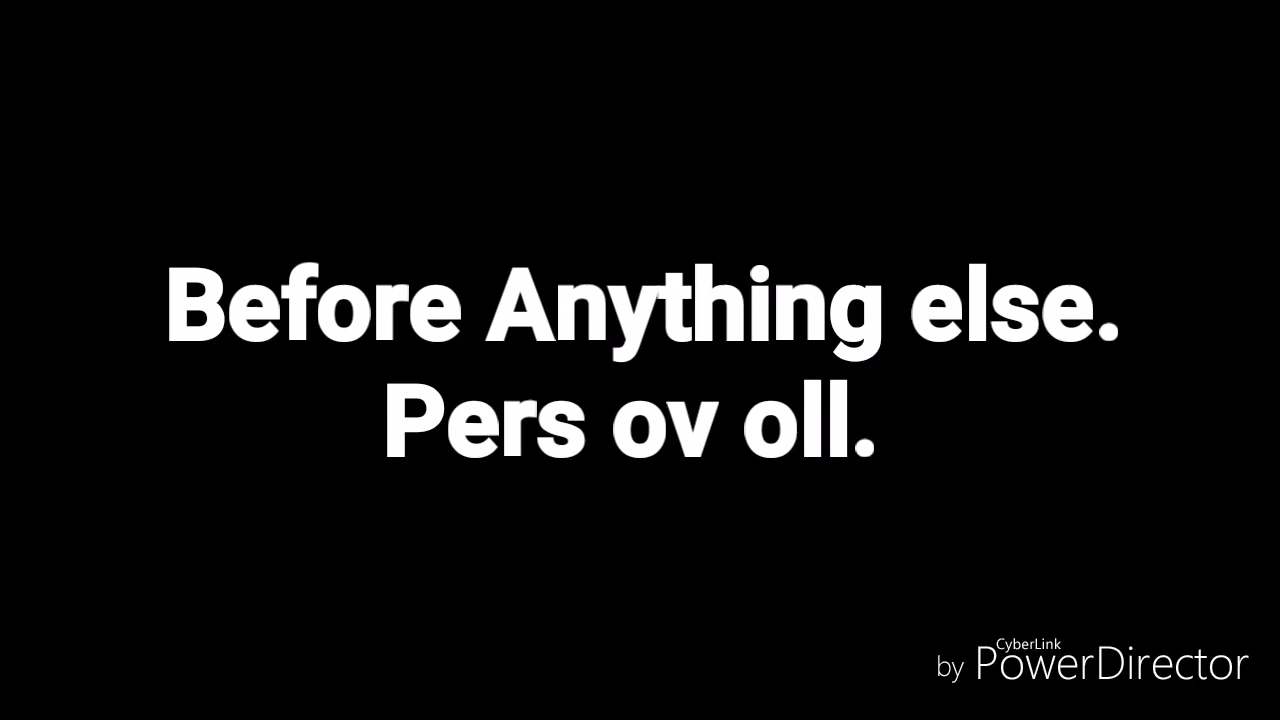 Before Anything else.
Pers ov oll.
CyberLink
by PowerDirector